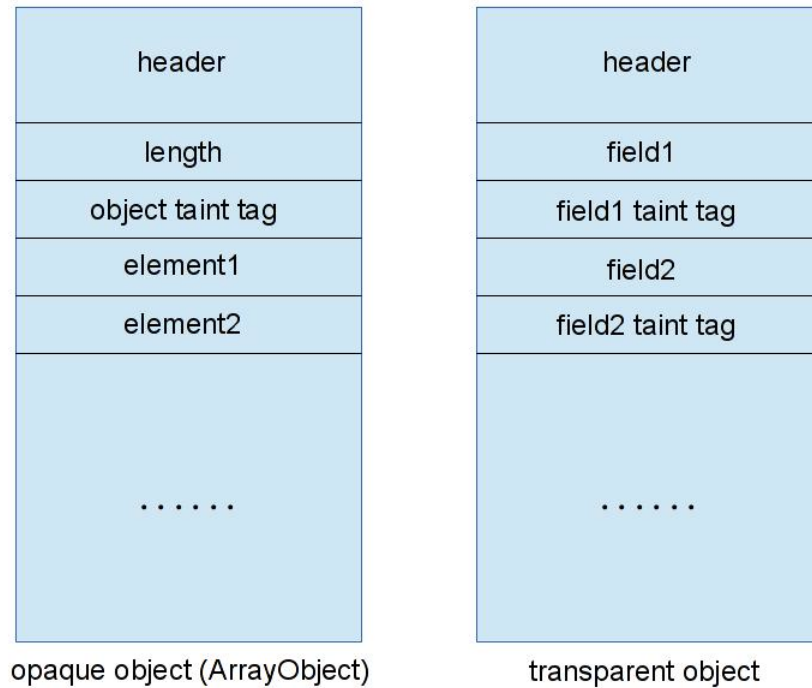 header
length
object taint tag
element1
element2
......
opaque object (ArrayObject)
header
field1
field1 taint tag
field2
field2 taint tag
......
transparent object